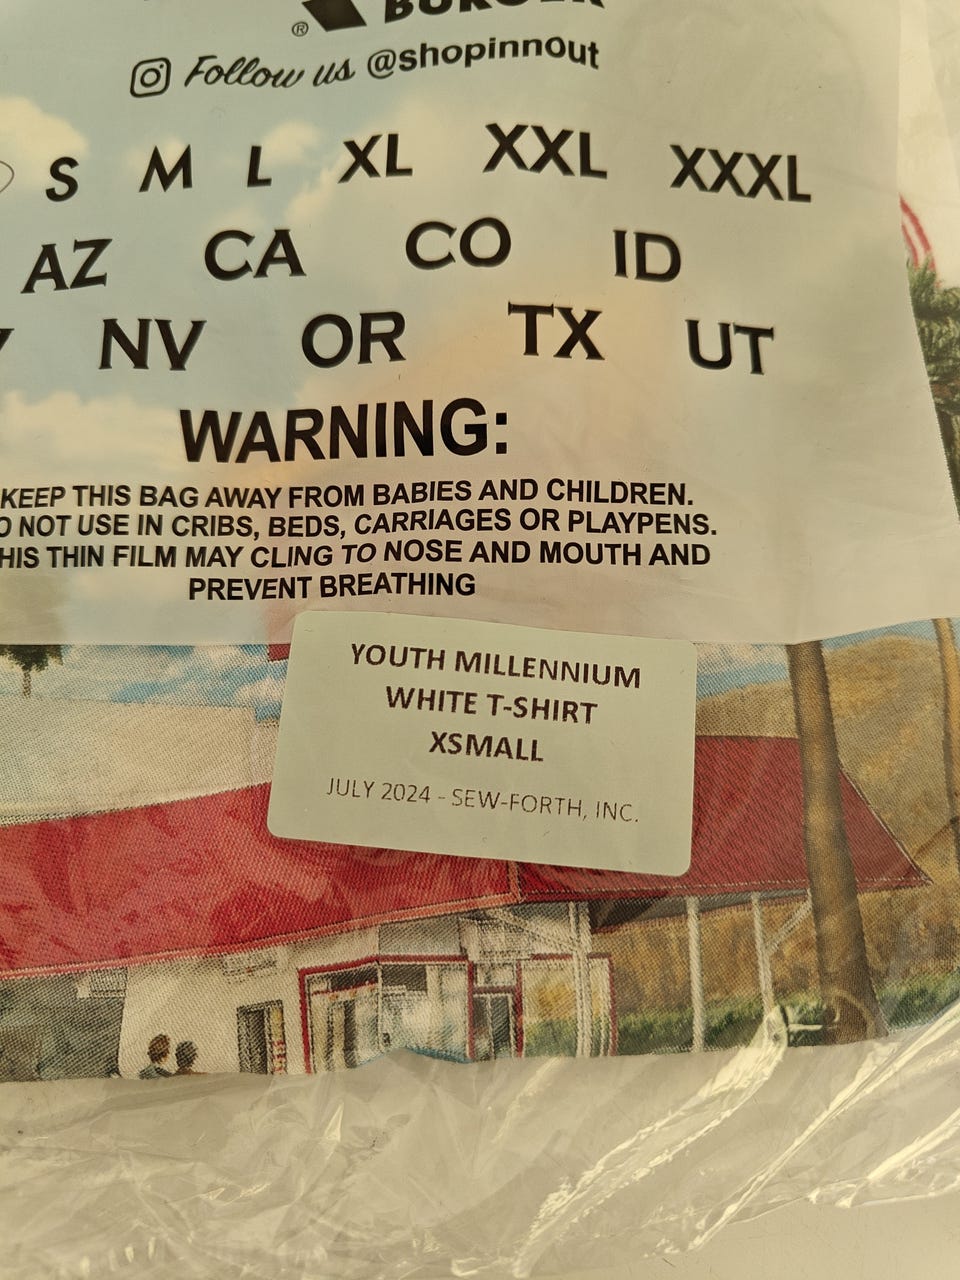 ®
BURGER
Follow us @shopinnOut
S M L XL XXL XXXL
AZ CA CO ID
NV OR TX UT
WARNING:
KEEP THIS BAG AWAY FROM BABIES AND CHILDREN.
O NOT USE IN CRIBS, BEDS, CARRIAGES OR PLAYPENS.
HIS THIN FILM MAY CLING TO NOSE AND MOUTH AND
PREVENT BREATHING
YOUTH MILLENNIUM
WHITE T-SHIRT
XSMALL
JULY 2024 - SEW-FORTH, INC.